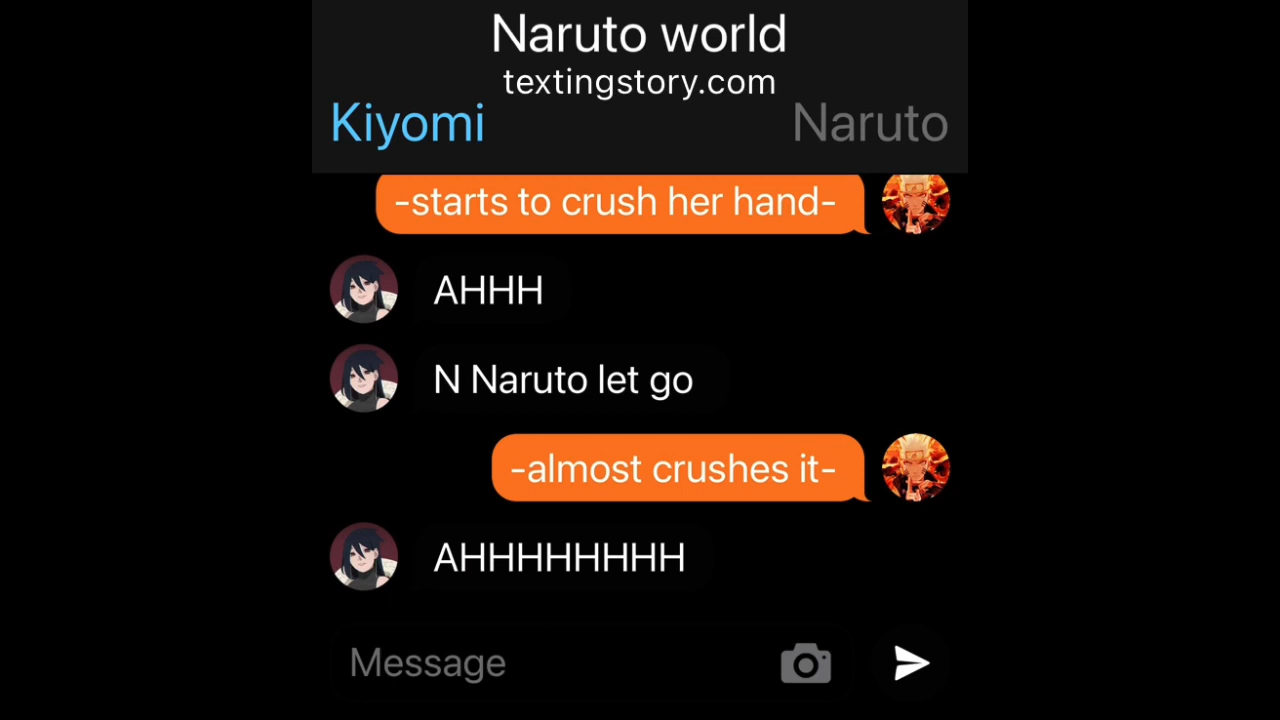 Naruto world
textingstory.com
Kiyomi Naruto
-starts to crush her hand-
AHHH
N Naruto let go
-almost crushes it-
AHHHHHHHH
Message